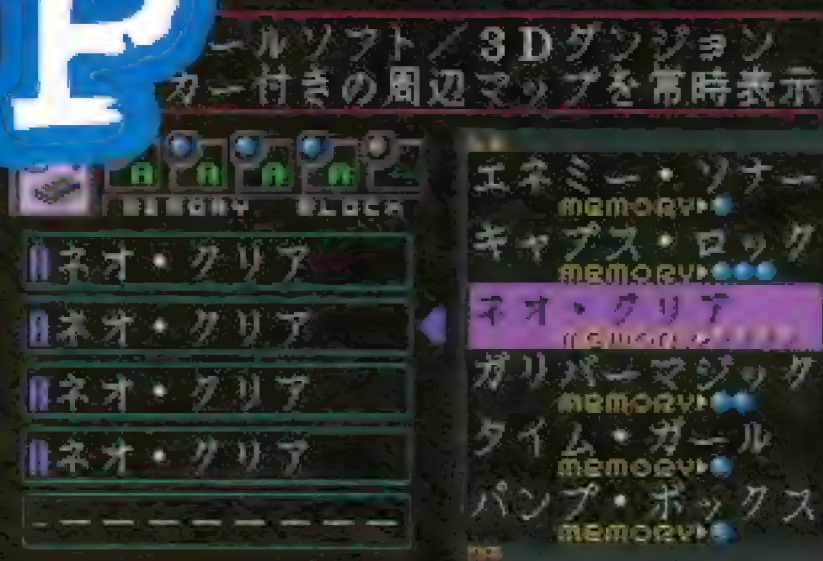 P
ールソフト／3Dダンジョン
カー付きの周辺マップを常時表示
A A A A
MEMORY BLOCK
ネオ・クリア
ネオ・クリア
ネオ・クリア
ネオ・クリア
エネミー・ソナー
MEMORY
キャプス・ロック
MEMORY
ネオ・クリア
MEMORY
ガリバーマジック
MEMORY
タイム・ガール
MEMORY
パンプ・ボックス
MEMORY